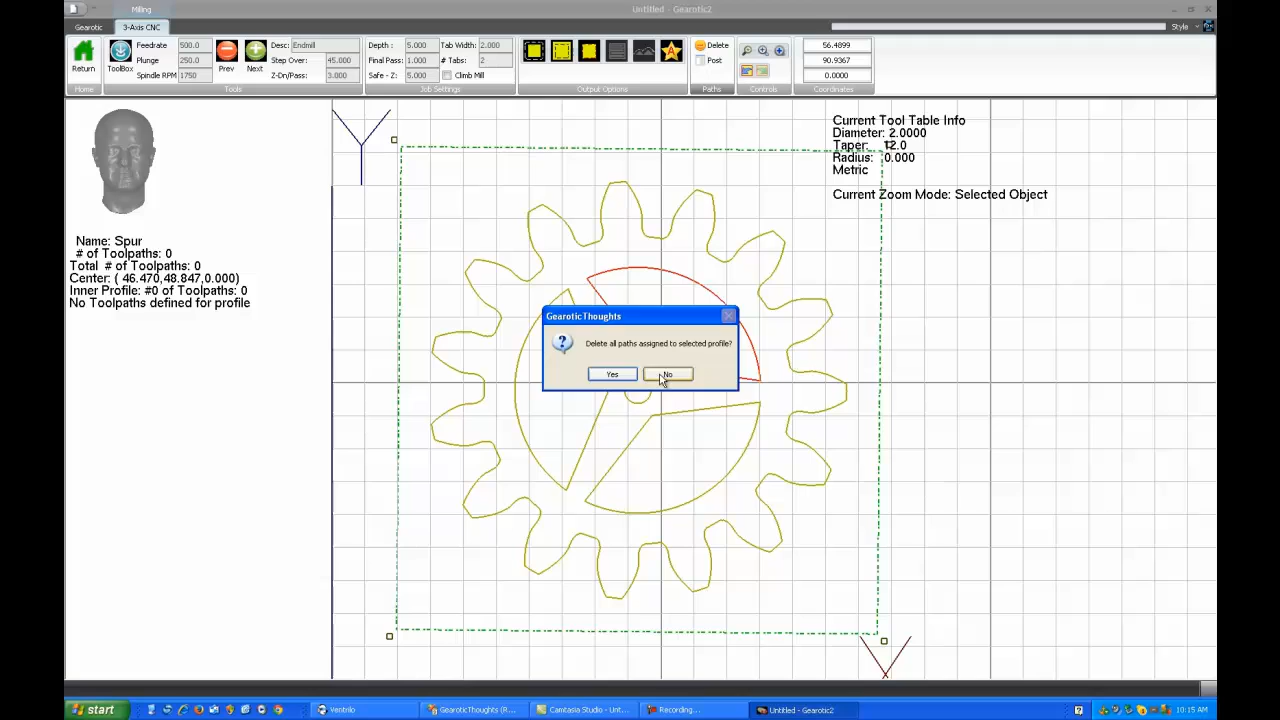 Milling
Untitled - Gearotic2
Gearotic
3-Axis CNC
Style
Feedrate 500.0
Desc: Endmill
Depth : 5.000
Tab Width: 2.000
Delete
56.4899
Plunge 250.0
Step Over: 45.000
Final Pass: 1.000
# Tabs: 2
Post
90.9367
Return
ToolBox
Spindle RPM 1750
Prev
Next
Z-Dn/Pass: 3.000
Safe - Z: 5.000
Climb Mill
0.0000
Home
Tools
Job Settings
Output Options
Paths
Controls
Coordinates
Current Tool Table Info
Diameter: 2.0000
Taper: 12.0
Radius: 0.000
Metric
Current Zoom Mode: Selected Object
Name: Spur
# of Toolpaths: 0
Total # of Toolpaths: 0
Center: ( 46.470,48.847,0.000)
Inner Profile: #0 of Toolpaths: 0
No Toolpaths defined for profile
GearoticThoughts
Delete all paths assigned to selected profile?
Yes
No
start
Ventrilo
GearoticThoughts (R...
Camtasia Studio - Unt...
Recording...
Untitled - Gearotic2
10:15 AM